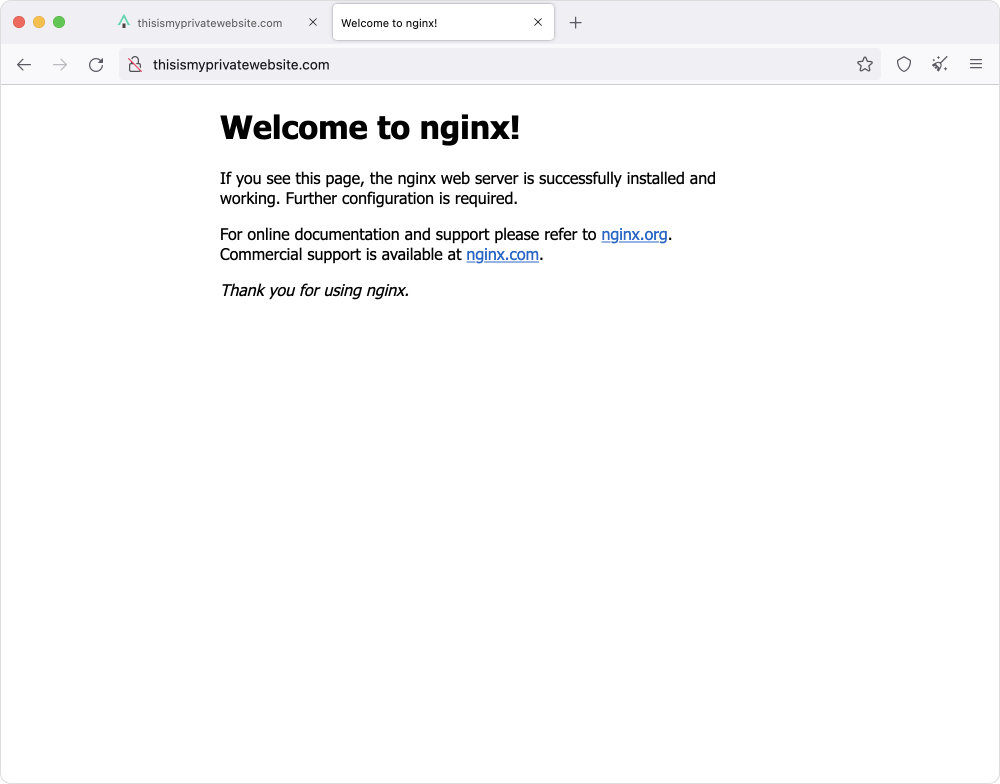 thisismyprivatewebsite.com
Welcome to nginx!
thisismyprivatewebsite.com
Welcome to nginx!
If you see this page, the nginx web server is successfully installed and
working. Further configuration is required.
For online documentation and support please refer to nginx.org.
Commercial support is available at nginx.com.
Thank you for using nginx.